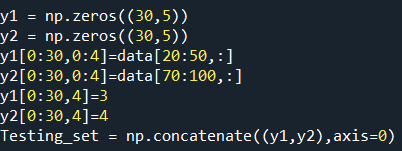 y1 = np.zeros((30,5))
y2 = np.zeros((30,5))
y1[0:30,0:4]=data[20:50,:]
y2[0:30,0:4]=data[70:100,:]
y1[0:30,4]=3
y2[0:30,4]=4
Testing_set = np.concatenate((y1,y2),axis=0)